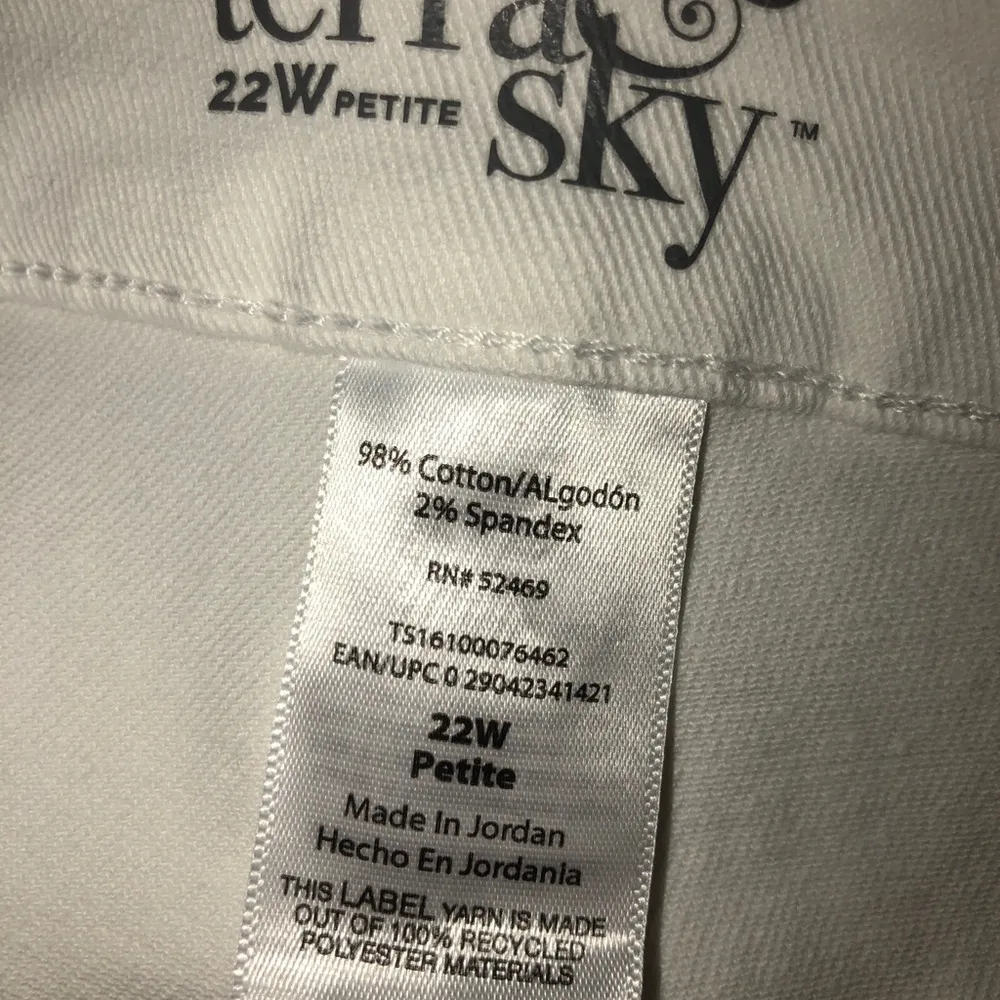 terra
sky™
22W PETITE
98% Cotton/ALgodón
2% Spandex
RN# 52469
TS16100076462
EAN/UPC 0 29042341421
22W
Petite
Made In Jordan
Hecho En Jordania
THIS LABEL YARN IS MADE
OUT OF 100% RECYCLED
POLYESTER MATERIALS